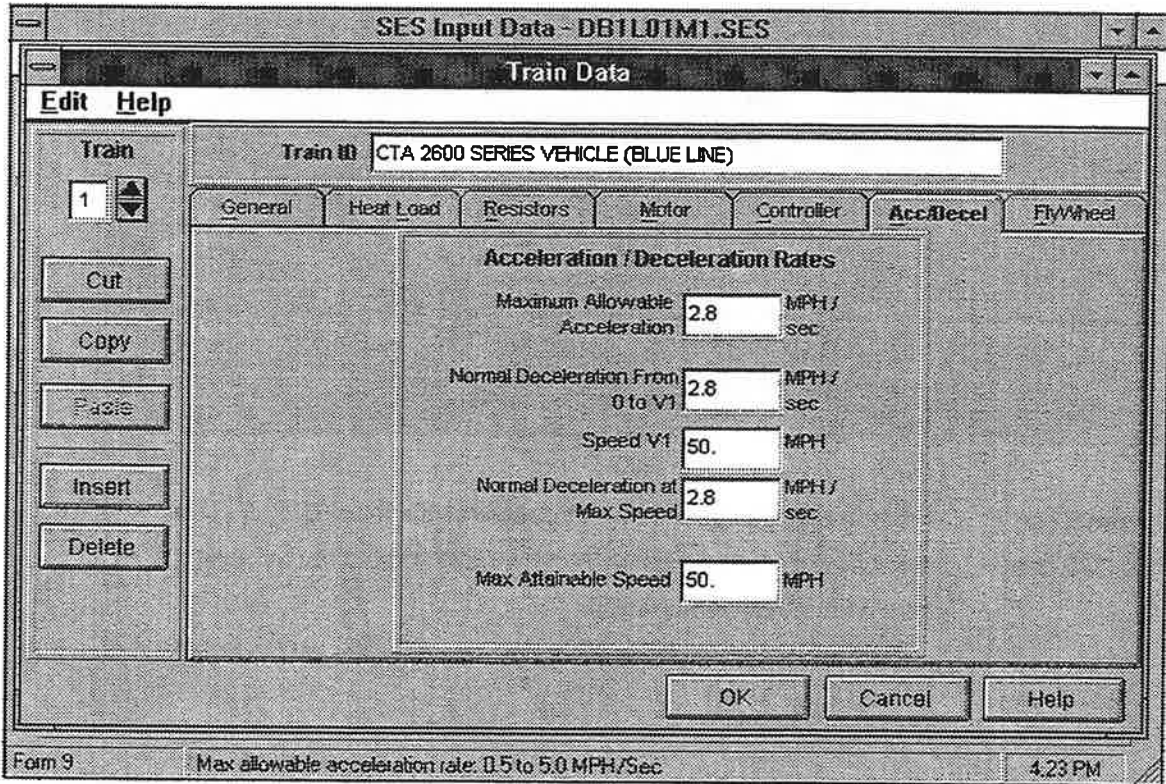 SES Input Data - DB1L01M1.SES
Train Data
Edit Help
Train
1
Train ID CTA 2600 SERIES VEHICLE (BLUE LINE)
General Heat Load Resistors Motor Controller Acc/Decel FlyWheel
Cut
Copy
Paste
Insert
Delete
Acceleration / Deceleration Rates
Maximum Allowable
Acceleration 2.8 MPH /
sec
Normal Deceleration From
0 to V1 2.8 MPH /
sec
Speed V1 50. MPH
Normal Deceleration at
Max Speed 2.8 MPH /
sec
Max Attainable Speed 50. MPH
OK Cancel Help
Form 9 Max allowable acceleration rate: 0.5 to 5.0 MPH/Sec 4:23 PM